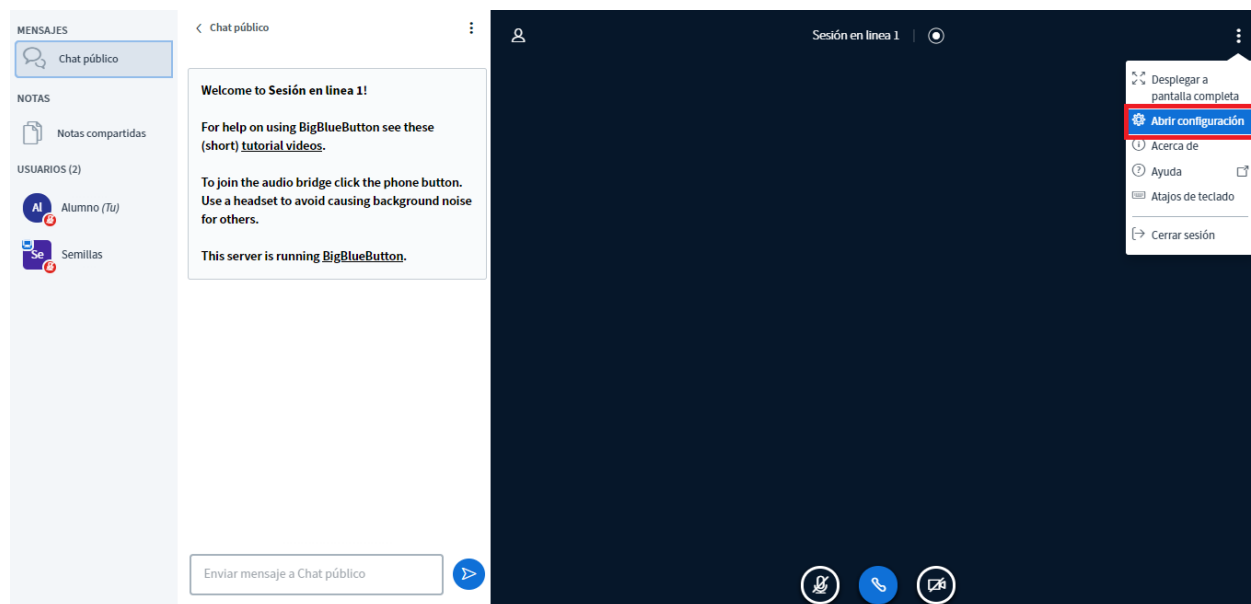 MENSAJES
Chat público
NOTAS
Notas compartidas
USUARIOS (2)
Al Alumno (Tu)
Se Semillas
Chat público
Welcome to Sesión en linea 1!
For help on using BigBlueButton see these
(short) tutorial videos.
To join the audio bridge click the phone button.
Use a headset to avoid causing background noise
for others.
This server is running BigBlueButton.
Enviar mensaje a Chat público
Sesión en linea 1
Desplegar a
pantalla completa
Abrir configuración
Acerca de
Ayuda
Atajos de teclado
Cerrar sesión